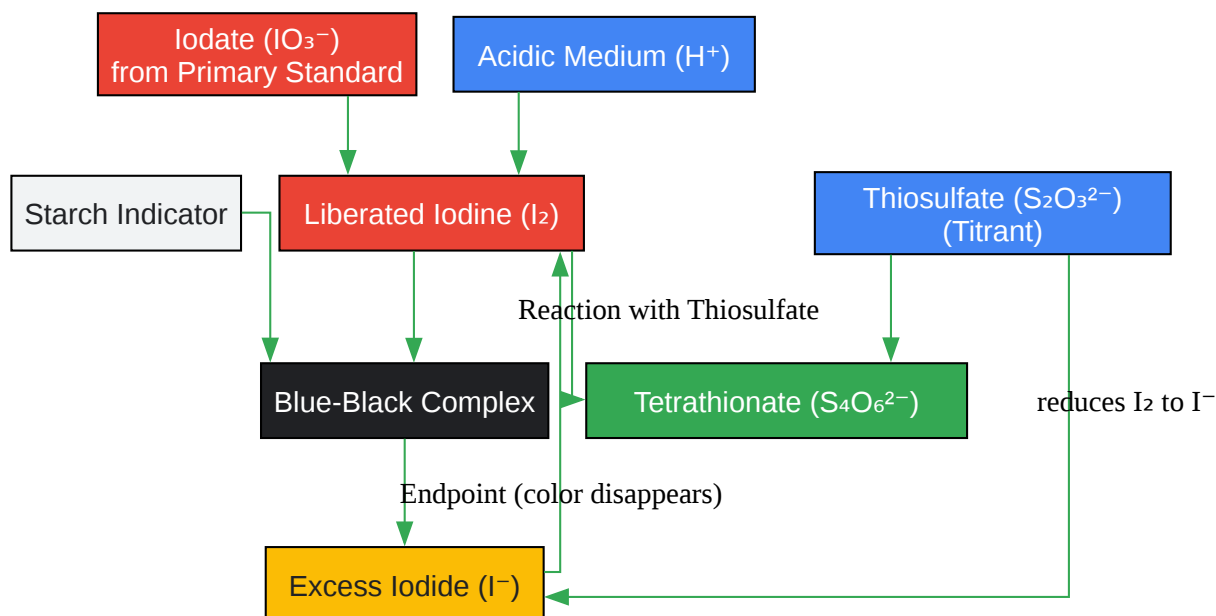 Iodate (IO₃⁻)
from Primary Standard
Acidic Medium (H⁺)
Starch Indicator
Liberated Iodine (I₂)
Thiosulfate (S₂O₃²⁻)
(Titrant)
Reaction with Thiosulfate
Blue-Black Complex
Tetrathionate (S₄O₆²⁻)
reduces I₂ to I⁻
Endpoint (color disappears)
Excess Iodide (I⁻)